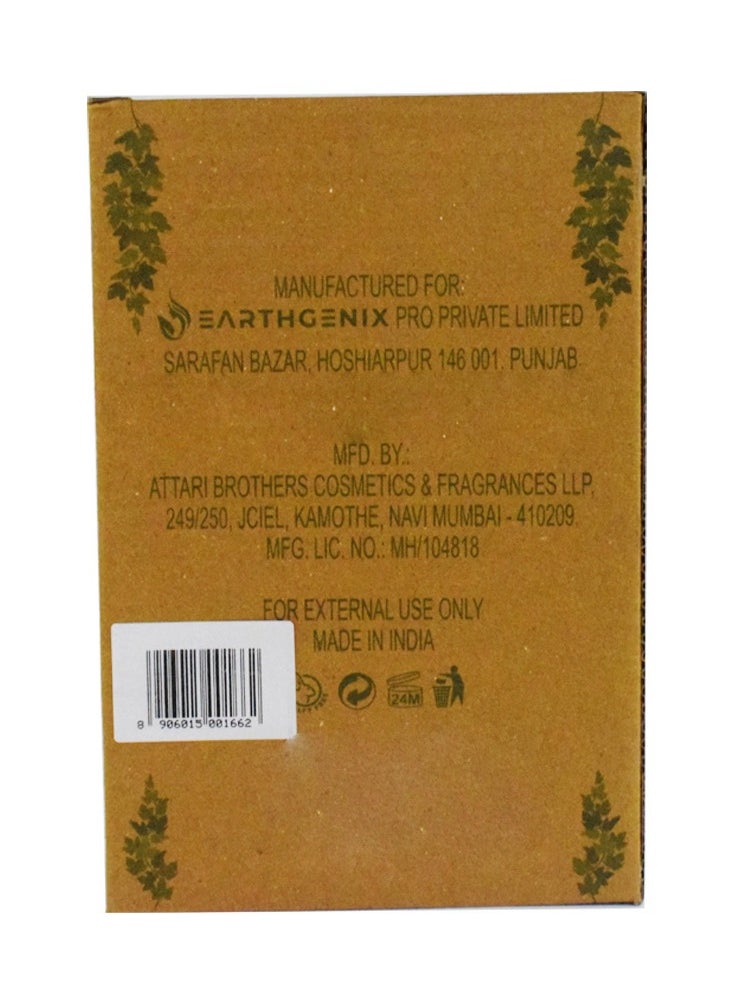 MANUFACTURED FOR:
EARTHGENIX PRO PRIVATE LIMITED
SARAFAN BAZAR, HOSHIARPUR 146 001. PUNJAB
MFD. BY.:
ATTARI BROTHERS COSMETICS & FRAGRANCES LLP,
249/250, JCIEL, KAMOTHE, NAVI MUMBAI - 410209.
MFG. LIC. NO.: MH/104818
FOR EXTERNAL USE ONLY
MADE IN INDIA
24M
8 906015 001662